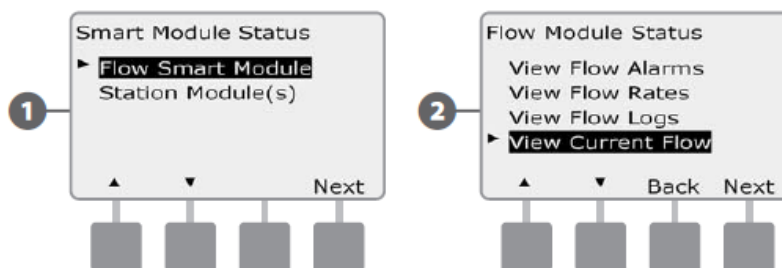 1
Smart Module Status
► Flow Smart Module
Station Module(s)
▲ ▼ Next
2
Flow Module Status
View Flow Alarms
View Flow Rates
View Flow Logs
► View Current Flow
▲ ▼ Back Next